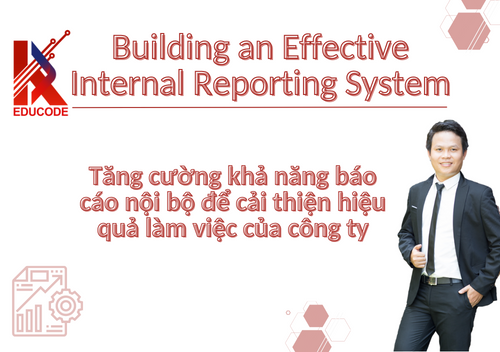 Building an Effective
Internal Reporting System
EDUCODE
Tăng cường khả năng báo
cáo nội bộ để cải thiện hiệu
quả làm việc của công ty